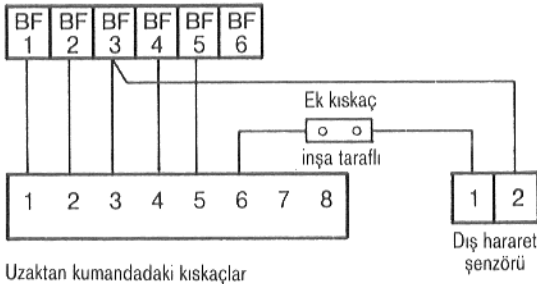 BF BF BF BF BF BF
1 2 3 4 5 6
Ek kıskaç
inşa taraflı
1 2 3 4 5 6 7 8
1 2
Dış hararet
şenzörü
Uzaktan kumandadaki kıskaçlar